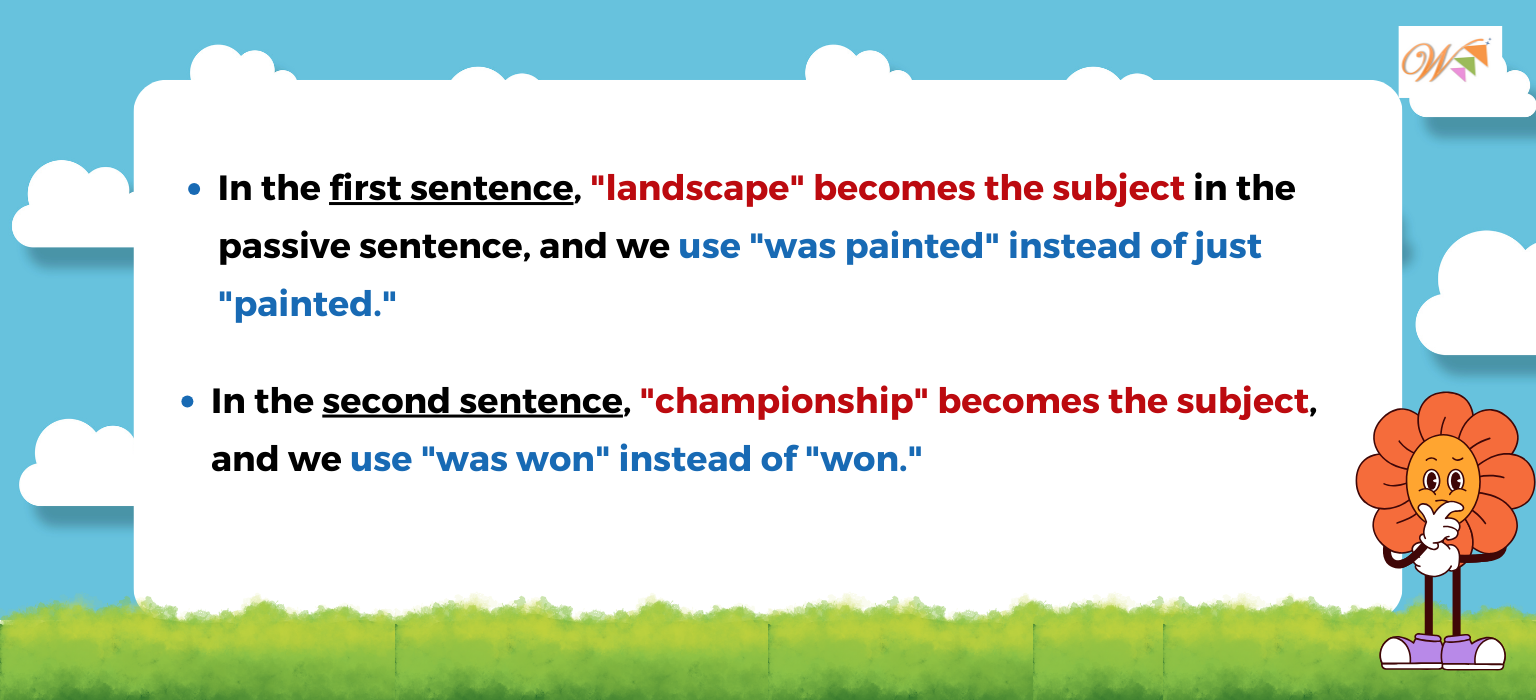 W
In the first sentence, "landscape" becomes the subject in the
passive sentence, and we use "was painted" instead of just
"painted."
In the second sentence, "championship" becomes the subject,
and we use "was won" instead of "won."